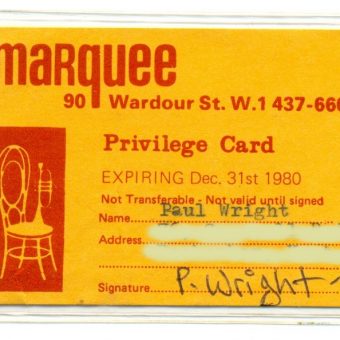 marquee
90 Wardour St. W.1 437-660
Privilege Card
EXPIRING Dec. 31st 1980
Not Transferable - Not valid until signed
Name Paul Wright
Address
Signature P. Wright